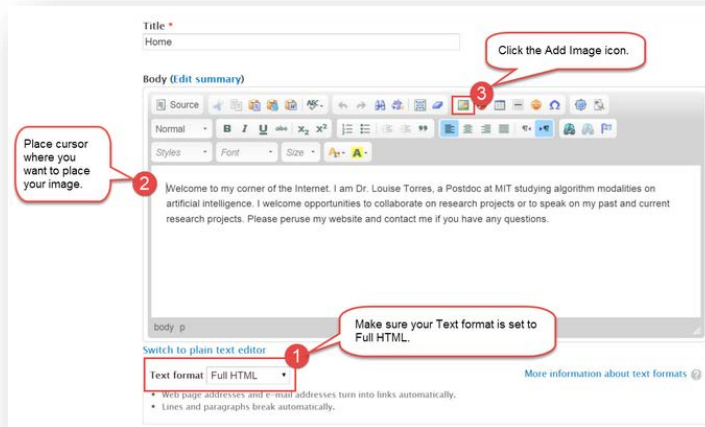 Title *
Home
Click the Add Image icon.
3
Body (Edit summary)
Source
Normal
B I U abc x₂ x²
Styles
Font
Size
A
A
Place cursor
where you
want to place
your image.
2
Welcome to my corner of the Internet. I am Dr. Louise Torres, a Postdoc at MIT studying algorithm modalities on
artificial intelligence. I welcome opportunities to collaborate on research projects or to speak on my past and current
research projects. Please peruse my website and contact me if you have any questions.
body p
Make sure your Text format is set to
Full HTML.
Switch to plain text editor
1
Text format Full HTML
More information about text formats
Web page addresses and e-mail addresses turn into links automatically.
Lines and paragraphs break automatically.